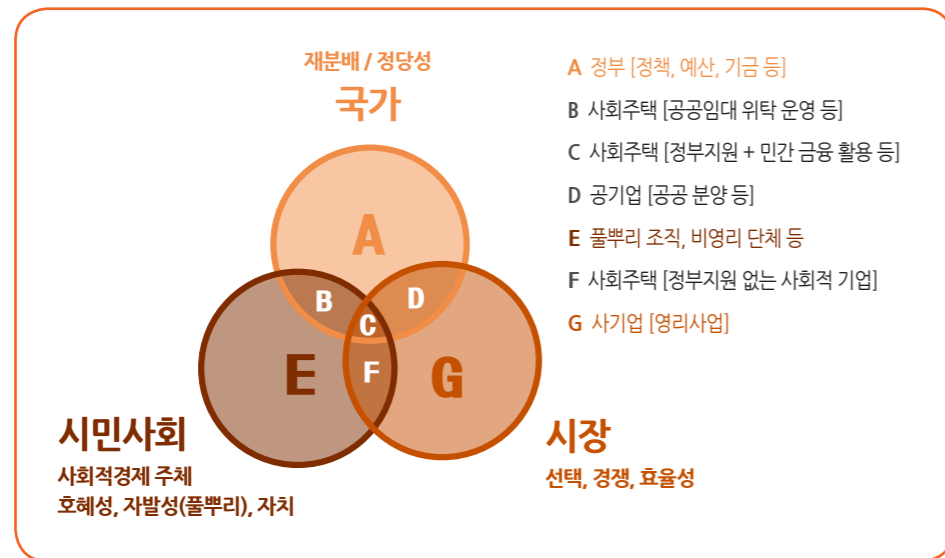 재분배 / 정당성
국가
A
B
C
D
E
F
G
시민사회
사회적경제 주체
호혜성, 자발성(풀뿌리), 자치
시장
선택, 경쟁, 효율성
A 정부 [정책, 예산, 기금 등]
B 사회주택 [공공임대 위탁 운영 등]
C 사회주택 [정부지원 + 민간 금융 활용 등]
D 공기업 [공공 분양 등]
E 풀뿌리 조직, 비영리 단체 등
F 사회주택 [정부지원 없는 사회적 기업]
G 사기업 [영리사업]